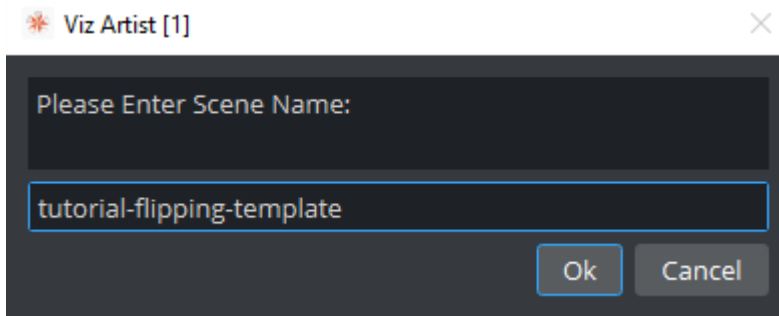 Viz Artist [1]
Please Enter Scene Name:
tutorial-flipping-template
Ok Cancel